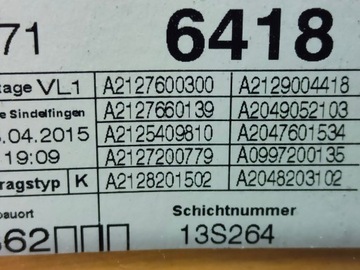 71 6418
tage VL1 A2127600300 A2129004418
e Sindelfingen A2127660139 A2049052103
.04.2015 A2125409810 A2047601534
19:09 A2127200779 A0997200135
ragstyp K A2128201502 A2048203102
bauort Schichtnummer
662 13S264